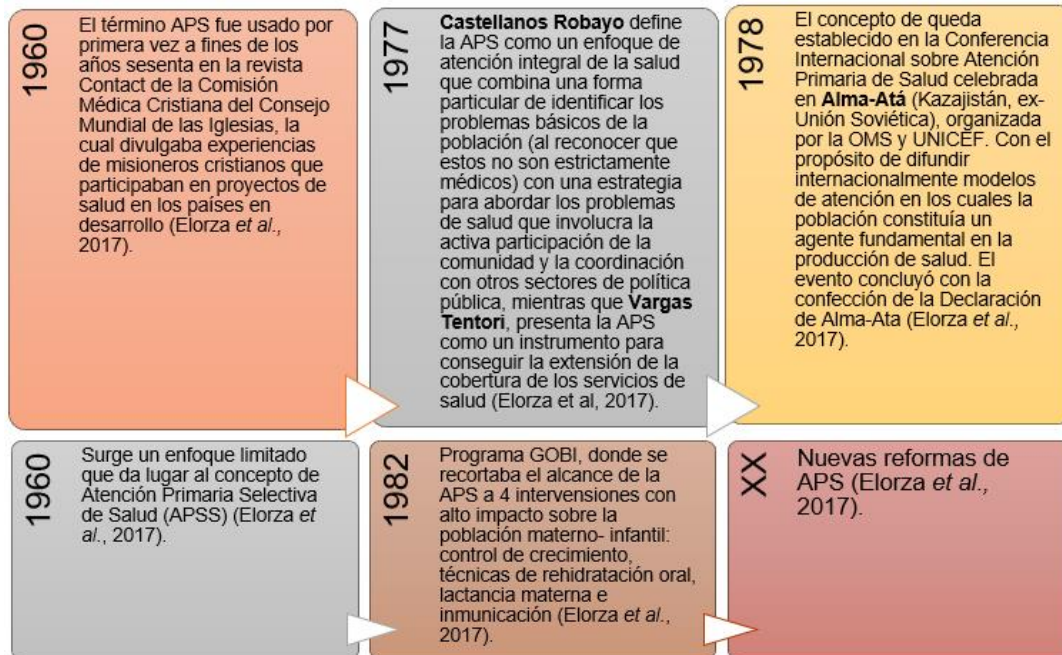 1960
El término APS fue usado por
primera vez a fines de los
años sesenta en la revista
Contact de la Comisión
Médica Cristiana del Consejo
Mundial de las Iglesias, la
cual divulgaba experiencias
de misioneros cristianos que
participaban en proyectos de
salud en los países en
desarrollo (Elorza et al.,
2017).
1977
Castellanos Robayo define
la APS como un enfoque de
atención integral de la salud
que combina una forma
particular de identificar los
problemas básicos de la
población (al reconocer que
estos no son estrictamente
médicos) con una estrategia
para abordar los problemas
de salud que involucra la
activa participación de la
comunidad y la coordinación
con otros sectores de política
pública, mientras que Vargas
Tentori, presenta la APS
como un instrumento para
conseguir la extensión de la
cobertura de los servicios de
salud (Elorza et al, 2017).
1978
El concepto de queda
establecido en la Conferencia
Internacional sobre Atención
Primaria de Salud celebrada
en Alma-Atá (Kazajistán, ex-
Unión Soviética), organizada
por la OMS y UNICEF. Con el
propósito de difundir
internacionalmente modelos
de atención en los cuales la
población constituía un
agente fundamental en la
producción de salud. El
evento concluyó con la
confección de la Declaración
de Alma-Ata (Elorza et al.,
2017).
1960
Surge un enfoque limitado
que da lugar al concepto de
Atención Primaria Selectiva
de Salud (APSS) (Elorza et
al., 2017).
1982
Programa GOBI, donde se
recortaba el alcance de la
APS a 4 intervensiones con
alto impacto sobre la
población materno- infantil:
control de crecimiento,
técnicas de rehidratación oral,
lactancia materna e
inmunicación (Elorza et al.,
2017).
XX
Nuevas reformas de
APS (Elorza et al.,
2017).